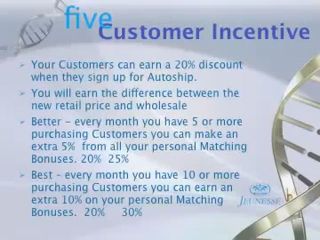 five
Customer Incentive
Your Customers can earn a 20% discount
when they sign up for Autoship.
You will earn the difference between the
new retail price and wholesale
Better - every month you have 5 or more
purchasing Customers you can make an
extra 5% from all your personal Matching
Bonuses. 20% 25%
Best – every month you have 10 or more
purchasing Customers you can earn an
extra 10% on your personal Matching
Bonuses. 20% 30%
JEUNESSE